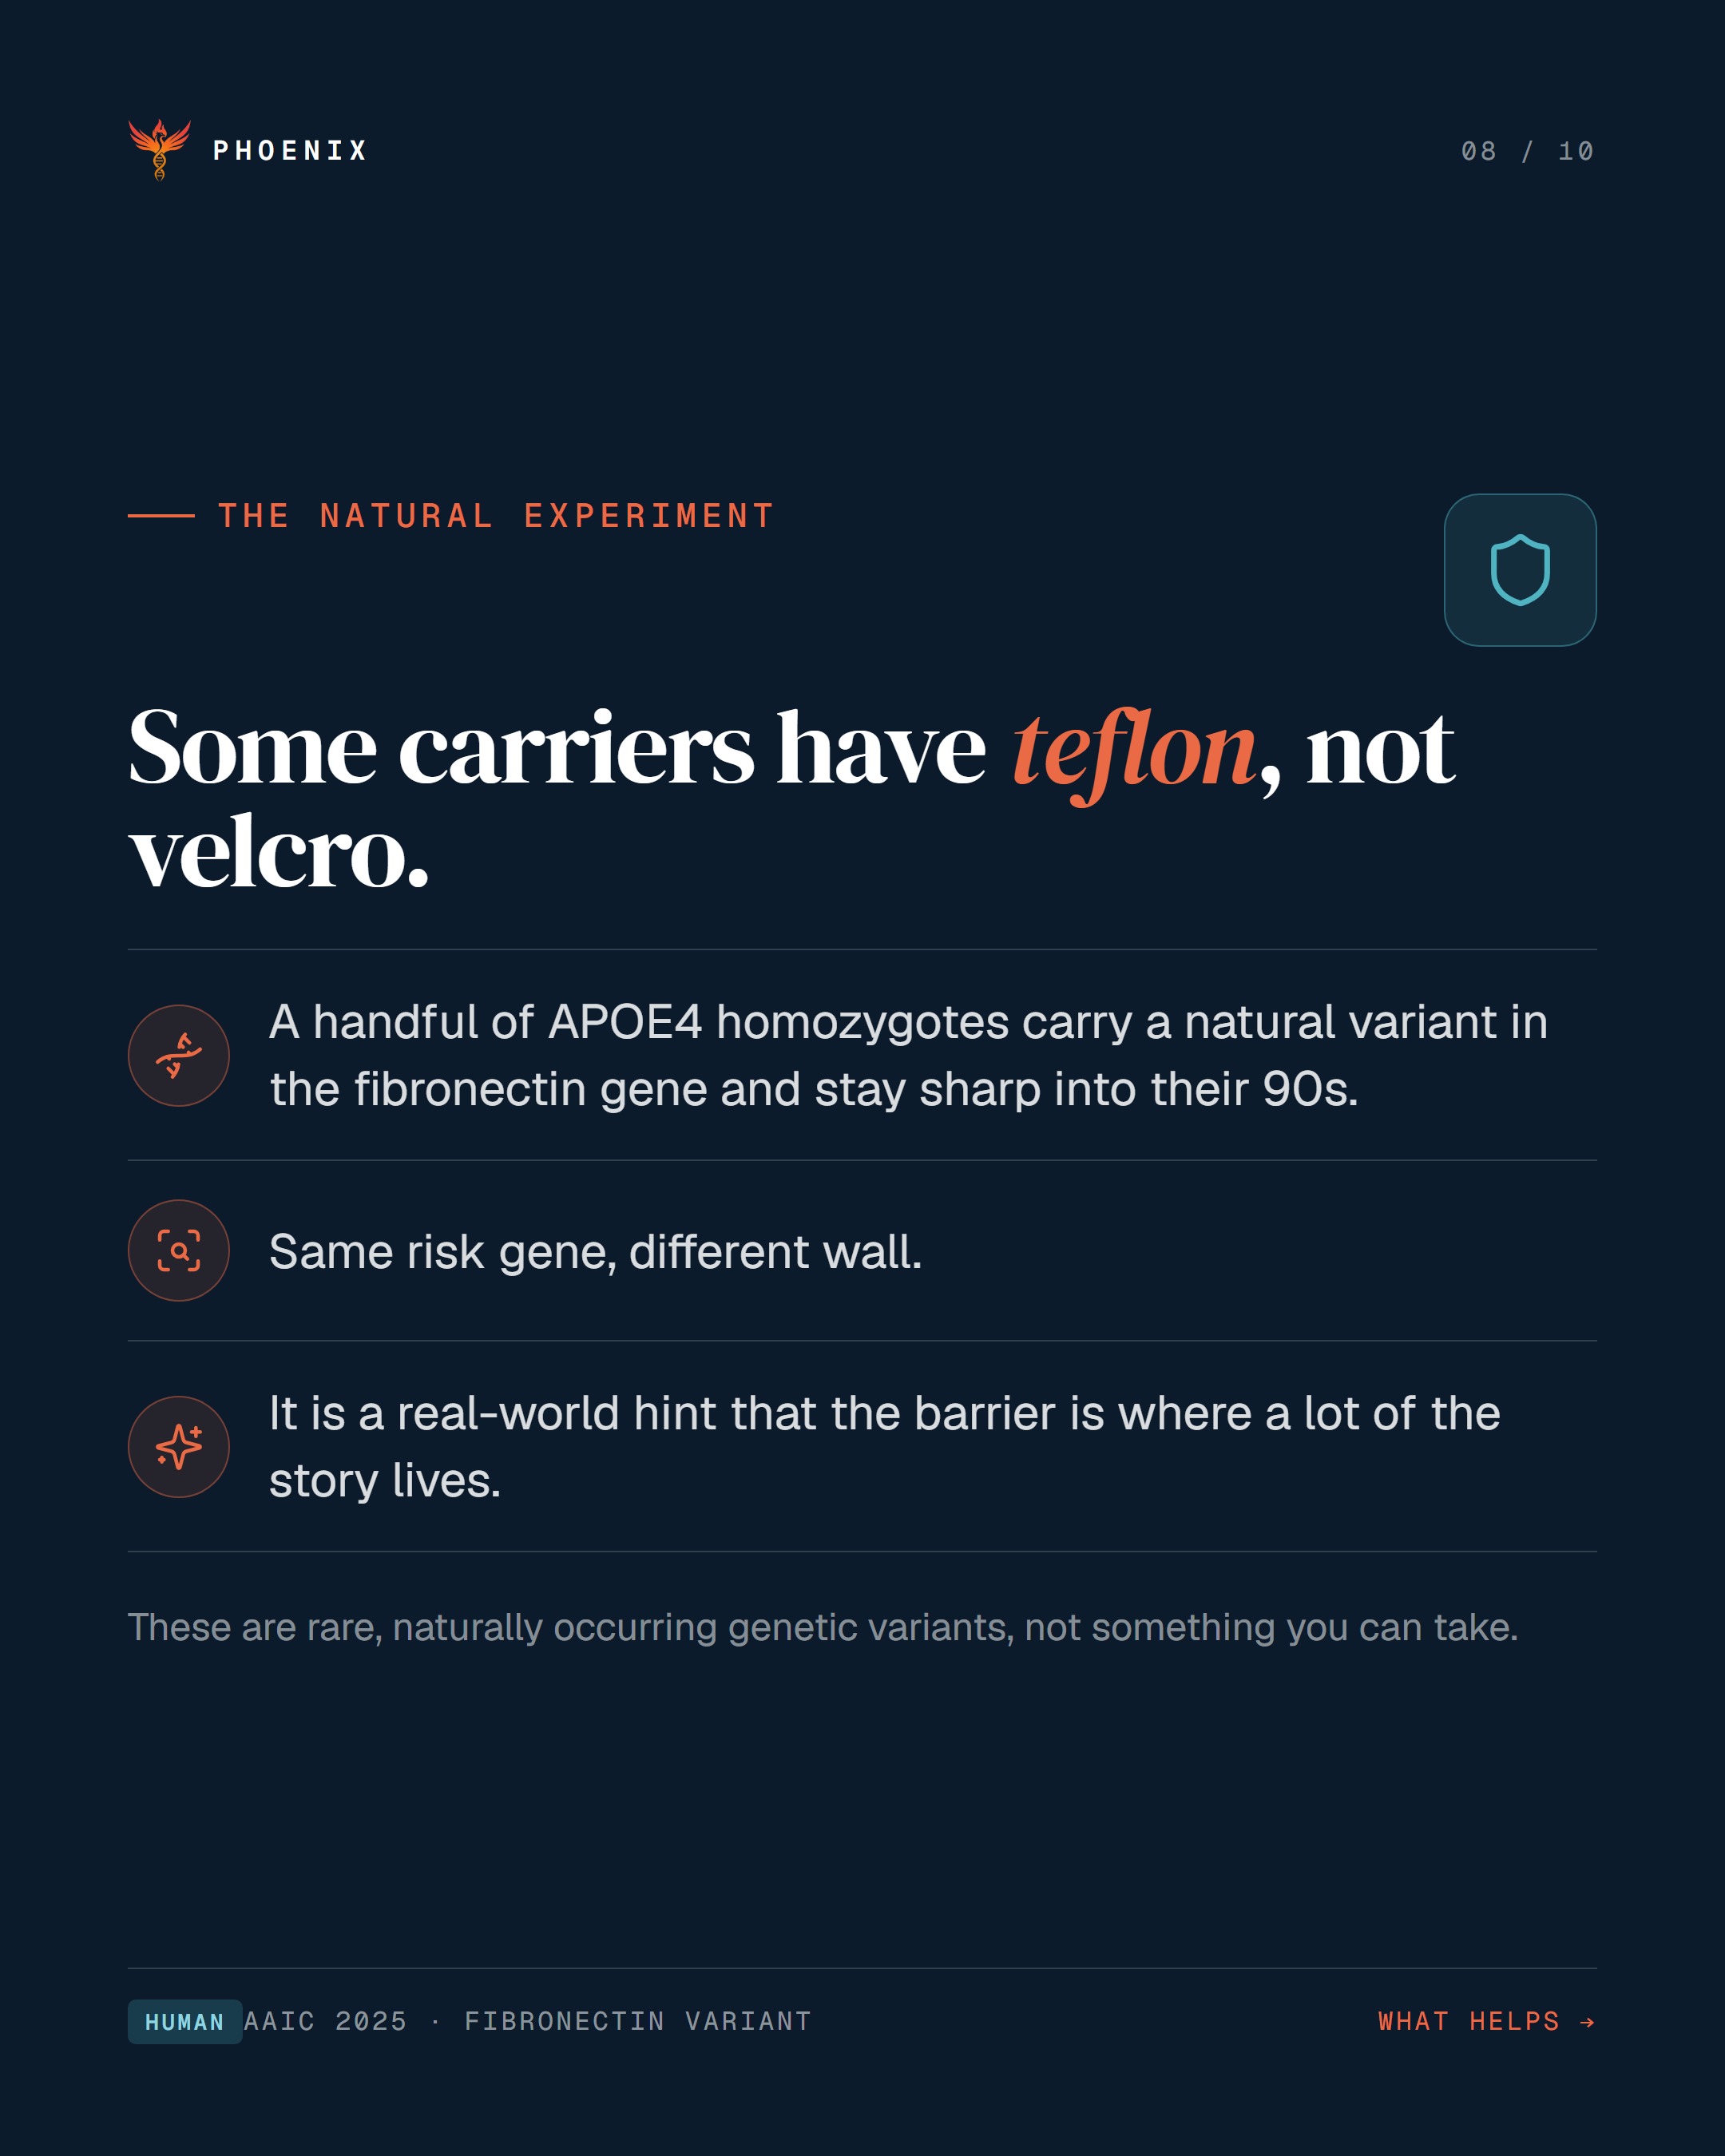 PHOENIX
08 / 10
THE NATURAL EXPERIMENT
Some carriers have teflon, not
velcro.
A handful of APOE4 homozygotes carry a natural variant in
the fibronectin gene and stay sharp into their 90s.
Same risk gene, different wall.
It is a real-world hint that the barrier is where a lot of the
story lives.
These are rare, naturally occurring genetic variants, not something you can take.
HUMAN AAIC 2025 · FIBRONECTIN VARIANT
WHAT HELPS →